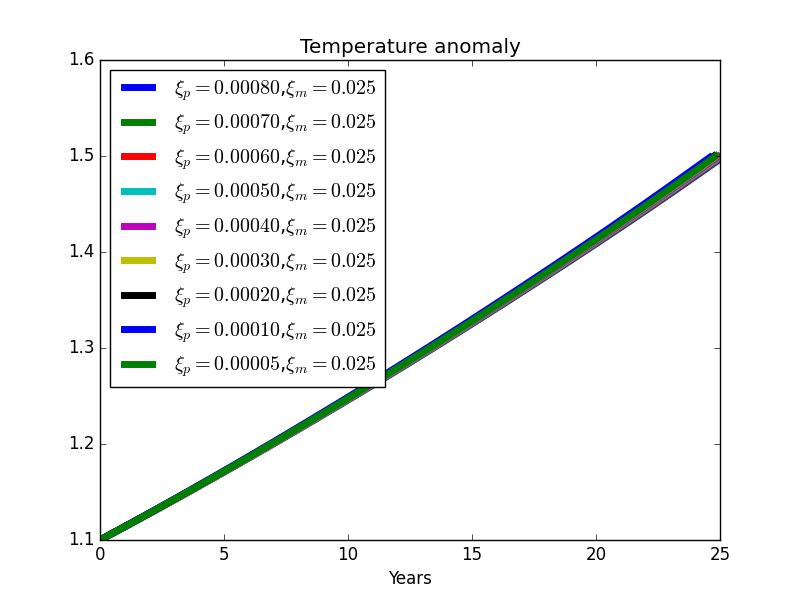 Temperature anomaly
1.6
1.5
1.4
1.3
1.2
1.1
ξₚ = 0.00080,ξₘ = 0.025
ξₚ = 0.00070,ξₘ = 0.025
ξₚ = 0.00060,ξₘ = 0.025
ξₚ = 0.00050,ξₘ = 0.025
ξₚ = 0.00040,ξₘ = 0.025
ξₚ = 0.00030,ξₘ = 0.025
ξₚ = 0.00020,ξₘ = 0.025
ξₚ = 0.00010,ξₘ = 0.025
ξₚ = 0.00005,ξₘ = 0.025
0 5 10 15 20 25
Years